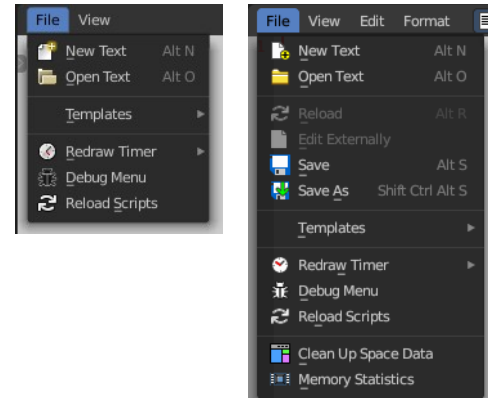 File View
New Text Alt N
Open Text Alt O
Templates
Redraw Timer
Debug Menu
Reload Scripts
File View Edit Format
New Text Alt N
Open Text Alt O
Reload Alt R
Edit Externally
Save Alt S
Save As Shift Ctrl Alt S
Templates
Redraw Timer
Debug Menu
Reload Scripts
Clean Up Space Data
Memory Statistics